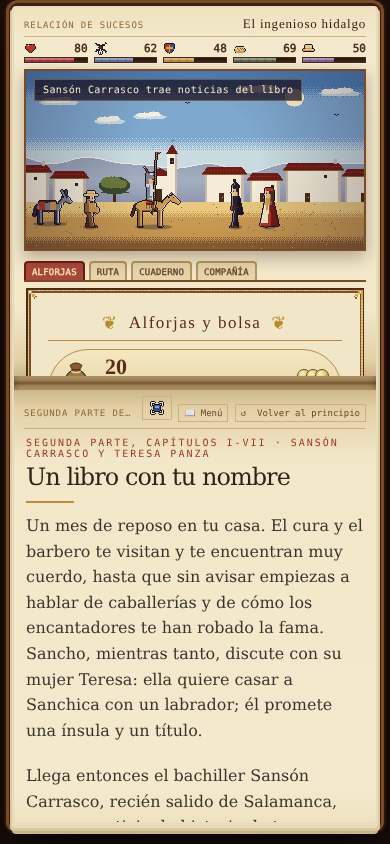 RELACIÓN DE SUCESOS
El ingenioso hidalgo
80 62 48 69 50
Sansón Carrasco trae noticias del libro
ALFORJAS RUTA CUADERNO COMPAÑÍA
Alforjas y bolsa
20
SEGUNDA PARTE DE…
Menú
Volver al principio
SEGUNDA PARTE, CAPÍTULOS I-VII · SANSÓN
CARRASCO Y TERESA PANZA
Un libro con tu nombre
Un mes de reposo en tu casa. El cura y el
barbero te visitan y te encuentran muy
cuerdo, hasta que sin avisar empiezas a
hablar de caballerías y de cómo los
encantadores te han robado la fama.
Sancho, mientras tanto, discute con su
mujer Teresa: ella quiere casar a
Sanchica con un labrador; él promete
una ínsula y un título.
Llega entonces el bachiller Sansón
Carrasco, recién salido de Salamanca,